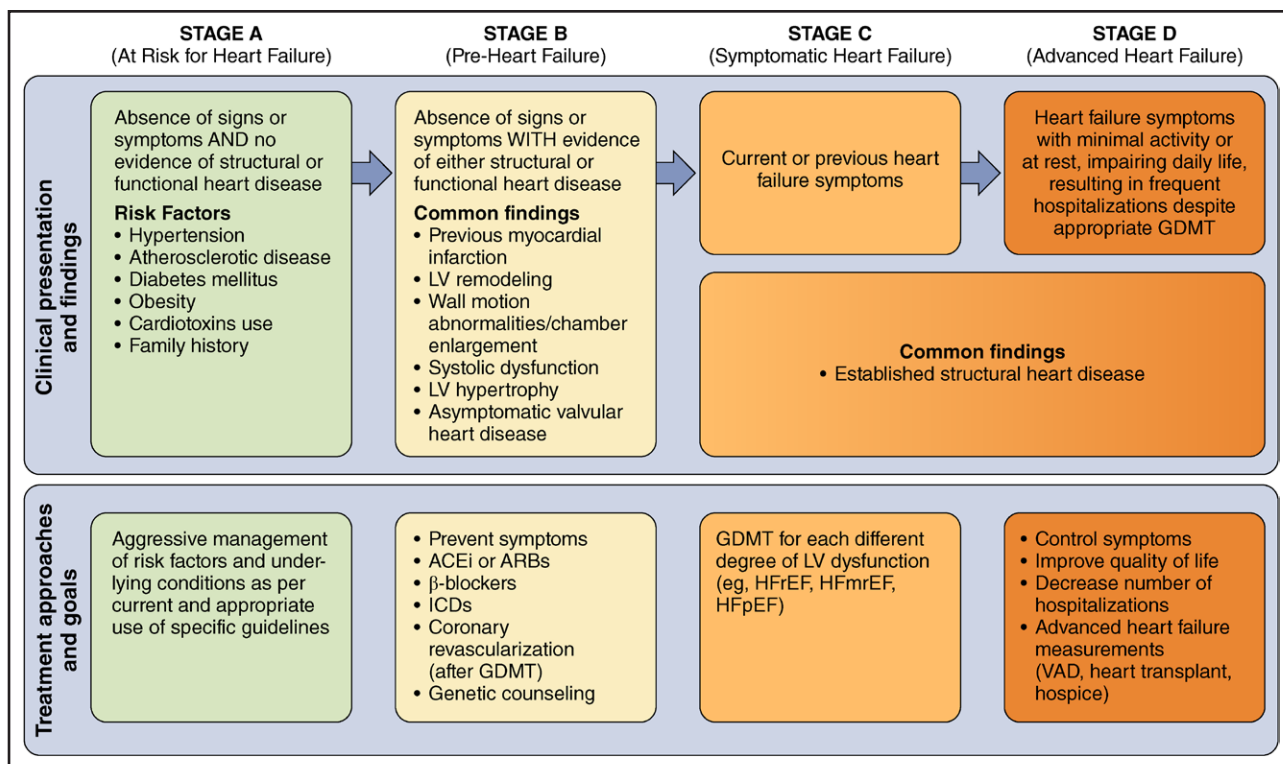 STAGE A
(At Risk for Heart Failure)
STAGE B
(Pre-Heart Failure)
STAGE C
(Symptomatic Heart Failure)
STAGE D
(Advanced Heart Failure)
Clinical presentation
and findings
Absence of signs or
symptoms AND no
evidence of structural or
functional heart disease
Risk Factors
• Hypertension
• Atherosclerotic disease
• Diabetes mellitus
• Obesity
• Cardiotoxins use
• Family history
Absence of signs or
symptoms WITH evidence
of either structural or
functional heart disease
Common findings
• Previous myocardial
infarction
• LV remodeling
• Wall motion
abnormalities/chamber
enlargement
• Systolic dysfunction
• LV hypertrophy
• Asymptomatic valvular
heart disease
Current or previous heart
failure symptoms
Heart failure symptoms
with minimal activity or
at rest, impairing daily life,
resulting in frequent
hospitalizations despite
appropriate GDMT
Common findings
• Established structural heart disease
Treatment approaches
and goals
Aggressive management
of risk factors and under-
lying conditions as per
current and appropriate
use of specific guidelines
• Prevent symptoms
• ACEi or ARBs
• β-blockers
• ICDs
• Coronary
revascularization
(after GDMT)
• Genetic counseling
GDMT for each different
degree of LV dysfunction
(eg, HFrEF, HFmrEF,
HFpEF)
• Control symptoms
• Improve quality of life
• Decrease number of
hospitalizations
• Advanced heart failure
measurements
(VAD, heart transplant,
hospice)